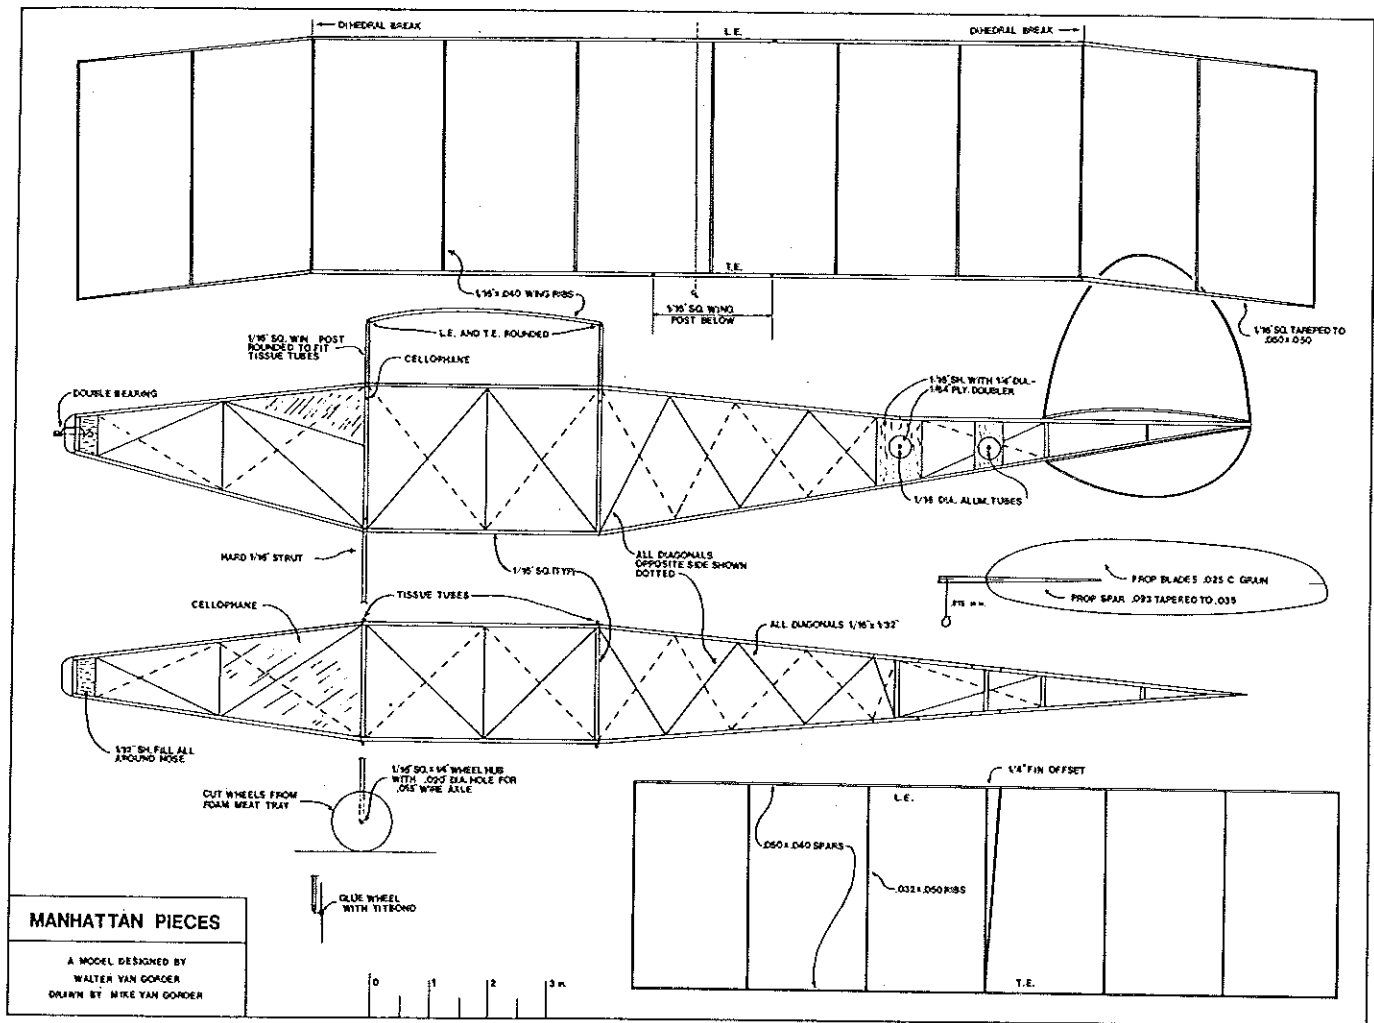 DIHEDRAL BREAK
L.E.
DIHEDRAL BREAK
T.E.
1/16" x .040 WING RIBS
1/16" SQ. WING
POST BELOW
1/16" SQ. TAREPED TO
.060 x .050
1/16" SQ. WIN POST
ROUNDED TO FIT
TISSUE TUBES
L.E. AND T.E. ROUNDED
CELLOPHANE
DOUBLE BEARING
1/16" SH. WITH 1/4" DIA.
1/64 PLY. DOUBLER
1/16 DIA. ALUM. TUBES
HARD 1/16" STRUT
1/16" SQ. (TYP)
ALL DIAGONALS
OPPOSITE SIDE SHOWN
DOTTED
PROP BLADES .025 C GRAIN
PROP SPAR .093 TAPERED TO .035
CELLOPHANE
TISSUE TUBES
ALL DIAGONALS 1/16" x 1/32"
1/32" SH. FILL ALL
AROUND NOSE
1/16" SQ. x 1/4" WHEEL HUB
WITH .020" DIA. HOLE FOR
WIRE AXLE
CUT WHEELS FROM
FOAM MEAT TRAY
1/4" FIN OFFSET
L.E.
.060 x .040 SPARS
.032 x .050 RIBS
T.E.
GLUE WHEEL
WITH TITBOND
MANHATTAN PIECES
A MODEL DESIGNED BY
WALTER VAN GORDER
DRAWN BY MIKE VAN GORDER
0 1 2 3 in.